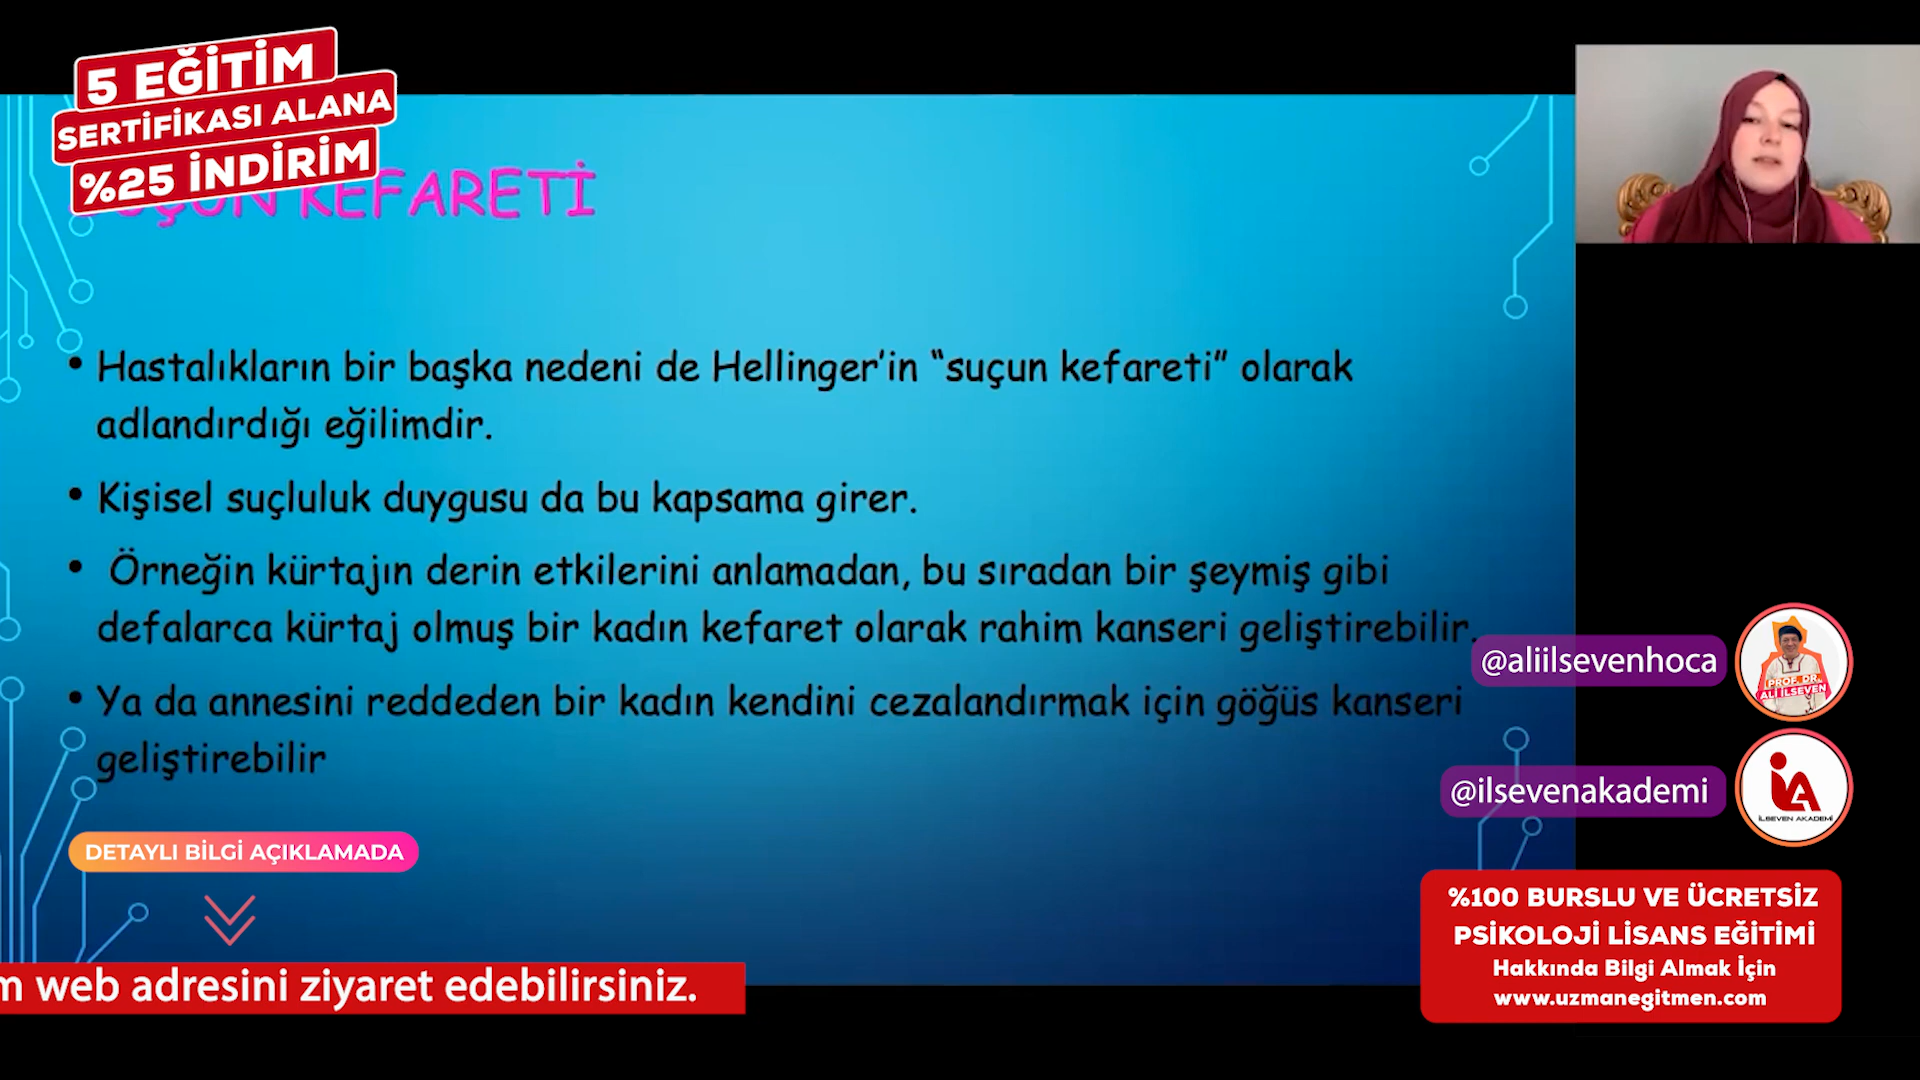 5 EĞİTİM
SERTİFİKASI ALANA
%25 İNDİRİM
KEFARETİ
• Hastalıkların bir başka nedeni de Hellinger’in “suçun kefareti” olarak
adlandırdığı eğilimdir.
• Kişisel suçluluk duygusu da bu kapsama girer.
• Örneğin kürtajın derin etkilerini anlamadan, bu sıradan bir şeymiş gibi
defalarca kürtaj olmuş bir kadın kefaret olarak rahim kanseri geliştirebilir.
• Ya da annesini reddeden bir kadın kendini cezalandırmak için göğüs kanseri
geliştirebilir
@aliilsevenhoca
PROF. DR.
ALİ İLSEVEN
@ilsevenakademi
İLSEVEN AKADEMİ
DETAYLI BİLGİ AÇIKLAMADA
web adresini ziyaret edebilirsiniz.
%100 BURSLU VE ÜCRETSİZ
PSİKOLOJİ LİSANS EĞİTİMİ
Hakkında Bilgi Almak İçin
www.uzmanegitmen.com